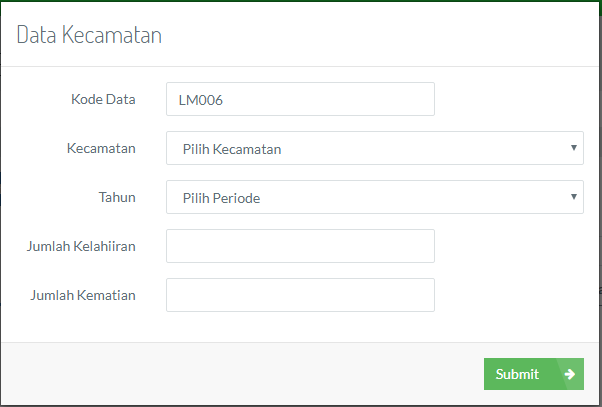 Data Kecamatan
Kode Data LM006
Kecamatan Pilih Kecamatan
Tahun Pilih Periode
Jumlah Kelahiiran
Jumlah Kematian
Submit